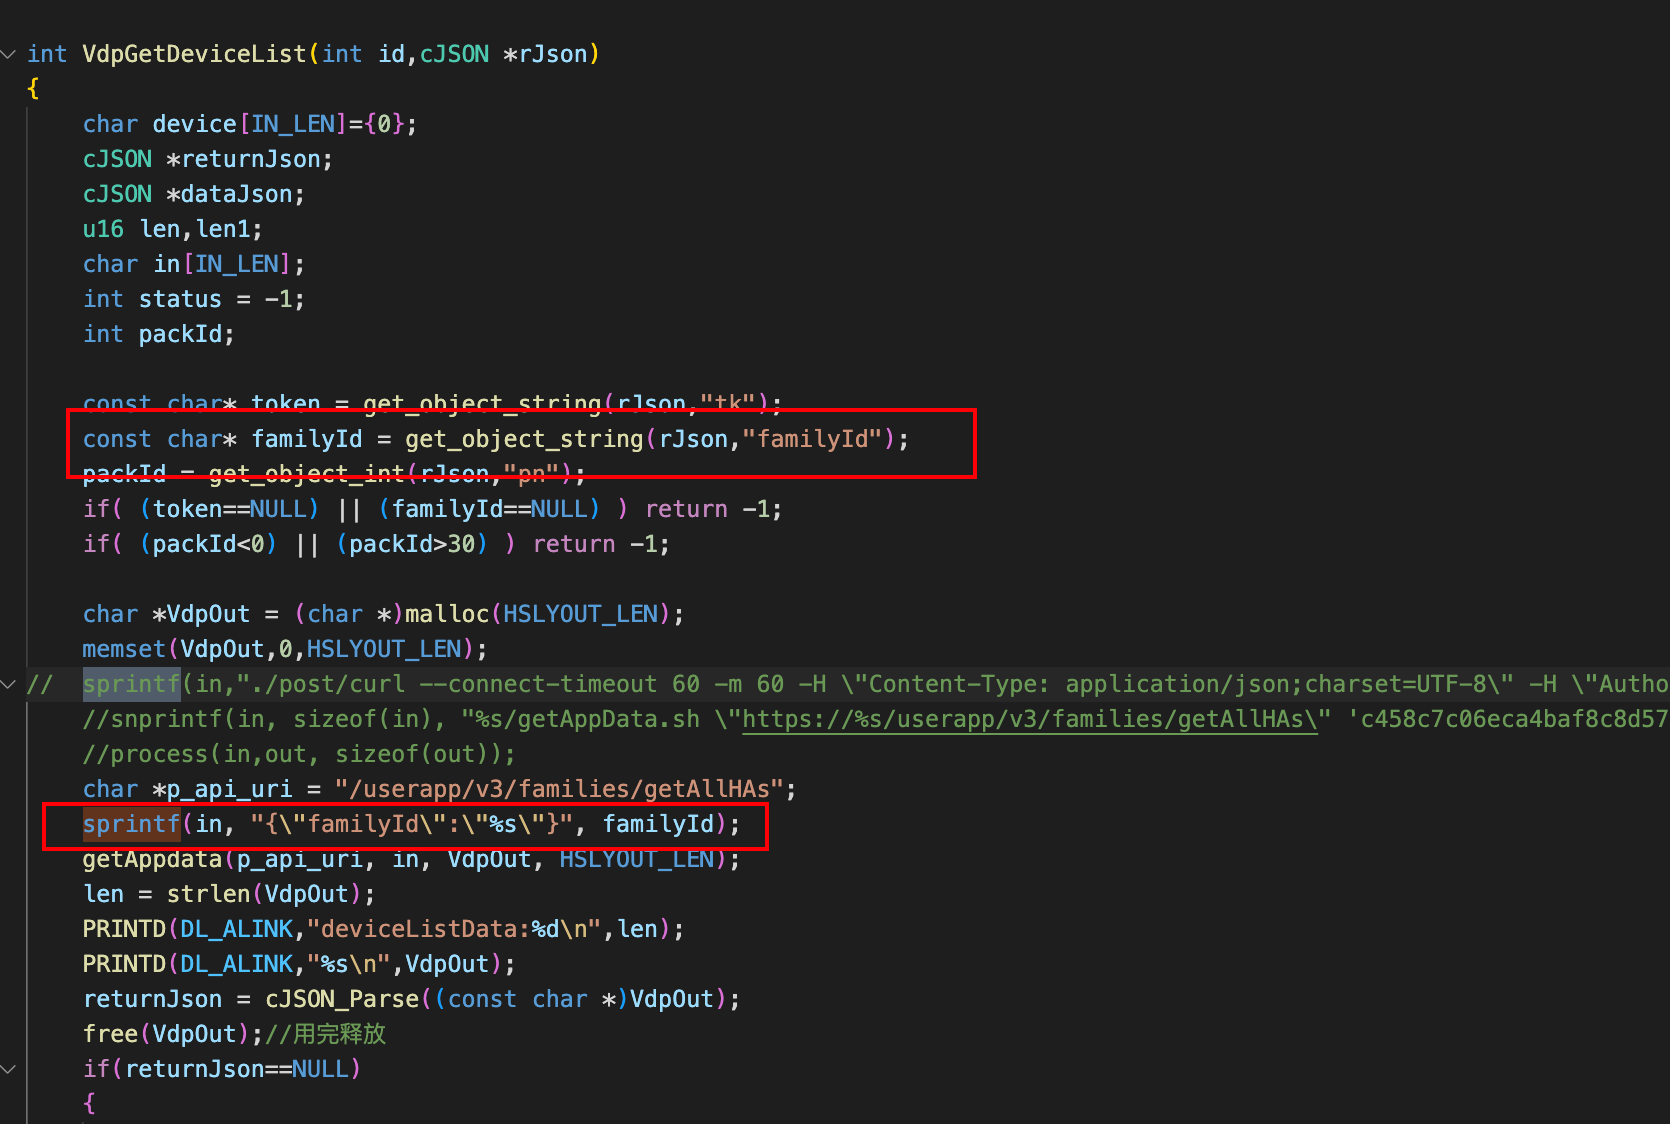 int VdpGetDeviceList(int id,cJSON *rJson)
{
char device[IN_LEN]={0};
cJSON *returnJson;
cJSON *dataJson;
u16 len,len1;
char in[IN_LEN];
int status = -1;
int packId;
const char* token = get_object_string(rJson,"tk");
const char* familyId = get_object_string(rJson,"familyId");
packId = get_object_int(rJson,"pn");
if( (token==NULL) || (familyId==NULL) ) return -1;
if( (packId<0) || (packId>30) ) return -1;
char *VdpOut = (char *)malloc(HSLYOUT_LEN);
memset(VdpOut,0,HSLYOUT_LEN);
// sprintf(in,"./post/curl --connect-timeout 60 -m 60 -H \"Content-Type: application/json;charset=UTF-8\" -H \"Autho
//snprintf(in, sizeof(in), "%s/getAppData.sh \"https://%s/userapp/v3/families/getAllHAs\" 'c458c7c06eca4baf8c8d57
//process(in,out, sizeof(out));
char *p_api_uri = "/userapp/v3/families/getAllHAs";
sprintf(in, "{\"familyId\":\"%s\"}", familyId);
getAppdata(p_api_uri, in, VdpOut, HSLYOUT_LEN);
len = strlen(VdpOut);
PRINTD(DL_ALINK,"deviceListData:%d\n",len);
PRINTD(DL_ALINK,"%s\n",VdpOut);
returnJson = cJSON_Parse((const char *)VdpOut);
free(VdpOut);//用完释放
if(returnJson==NULL)
{